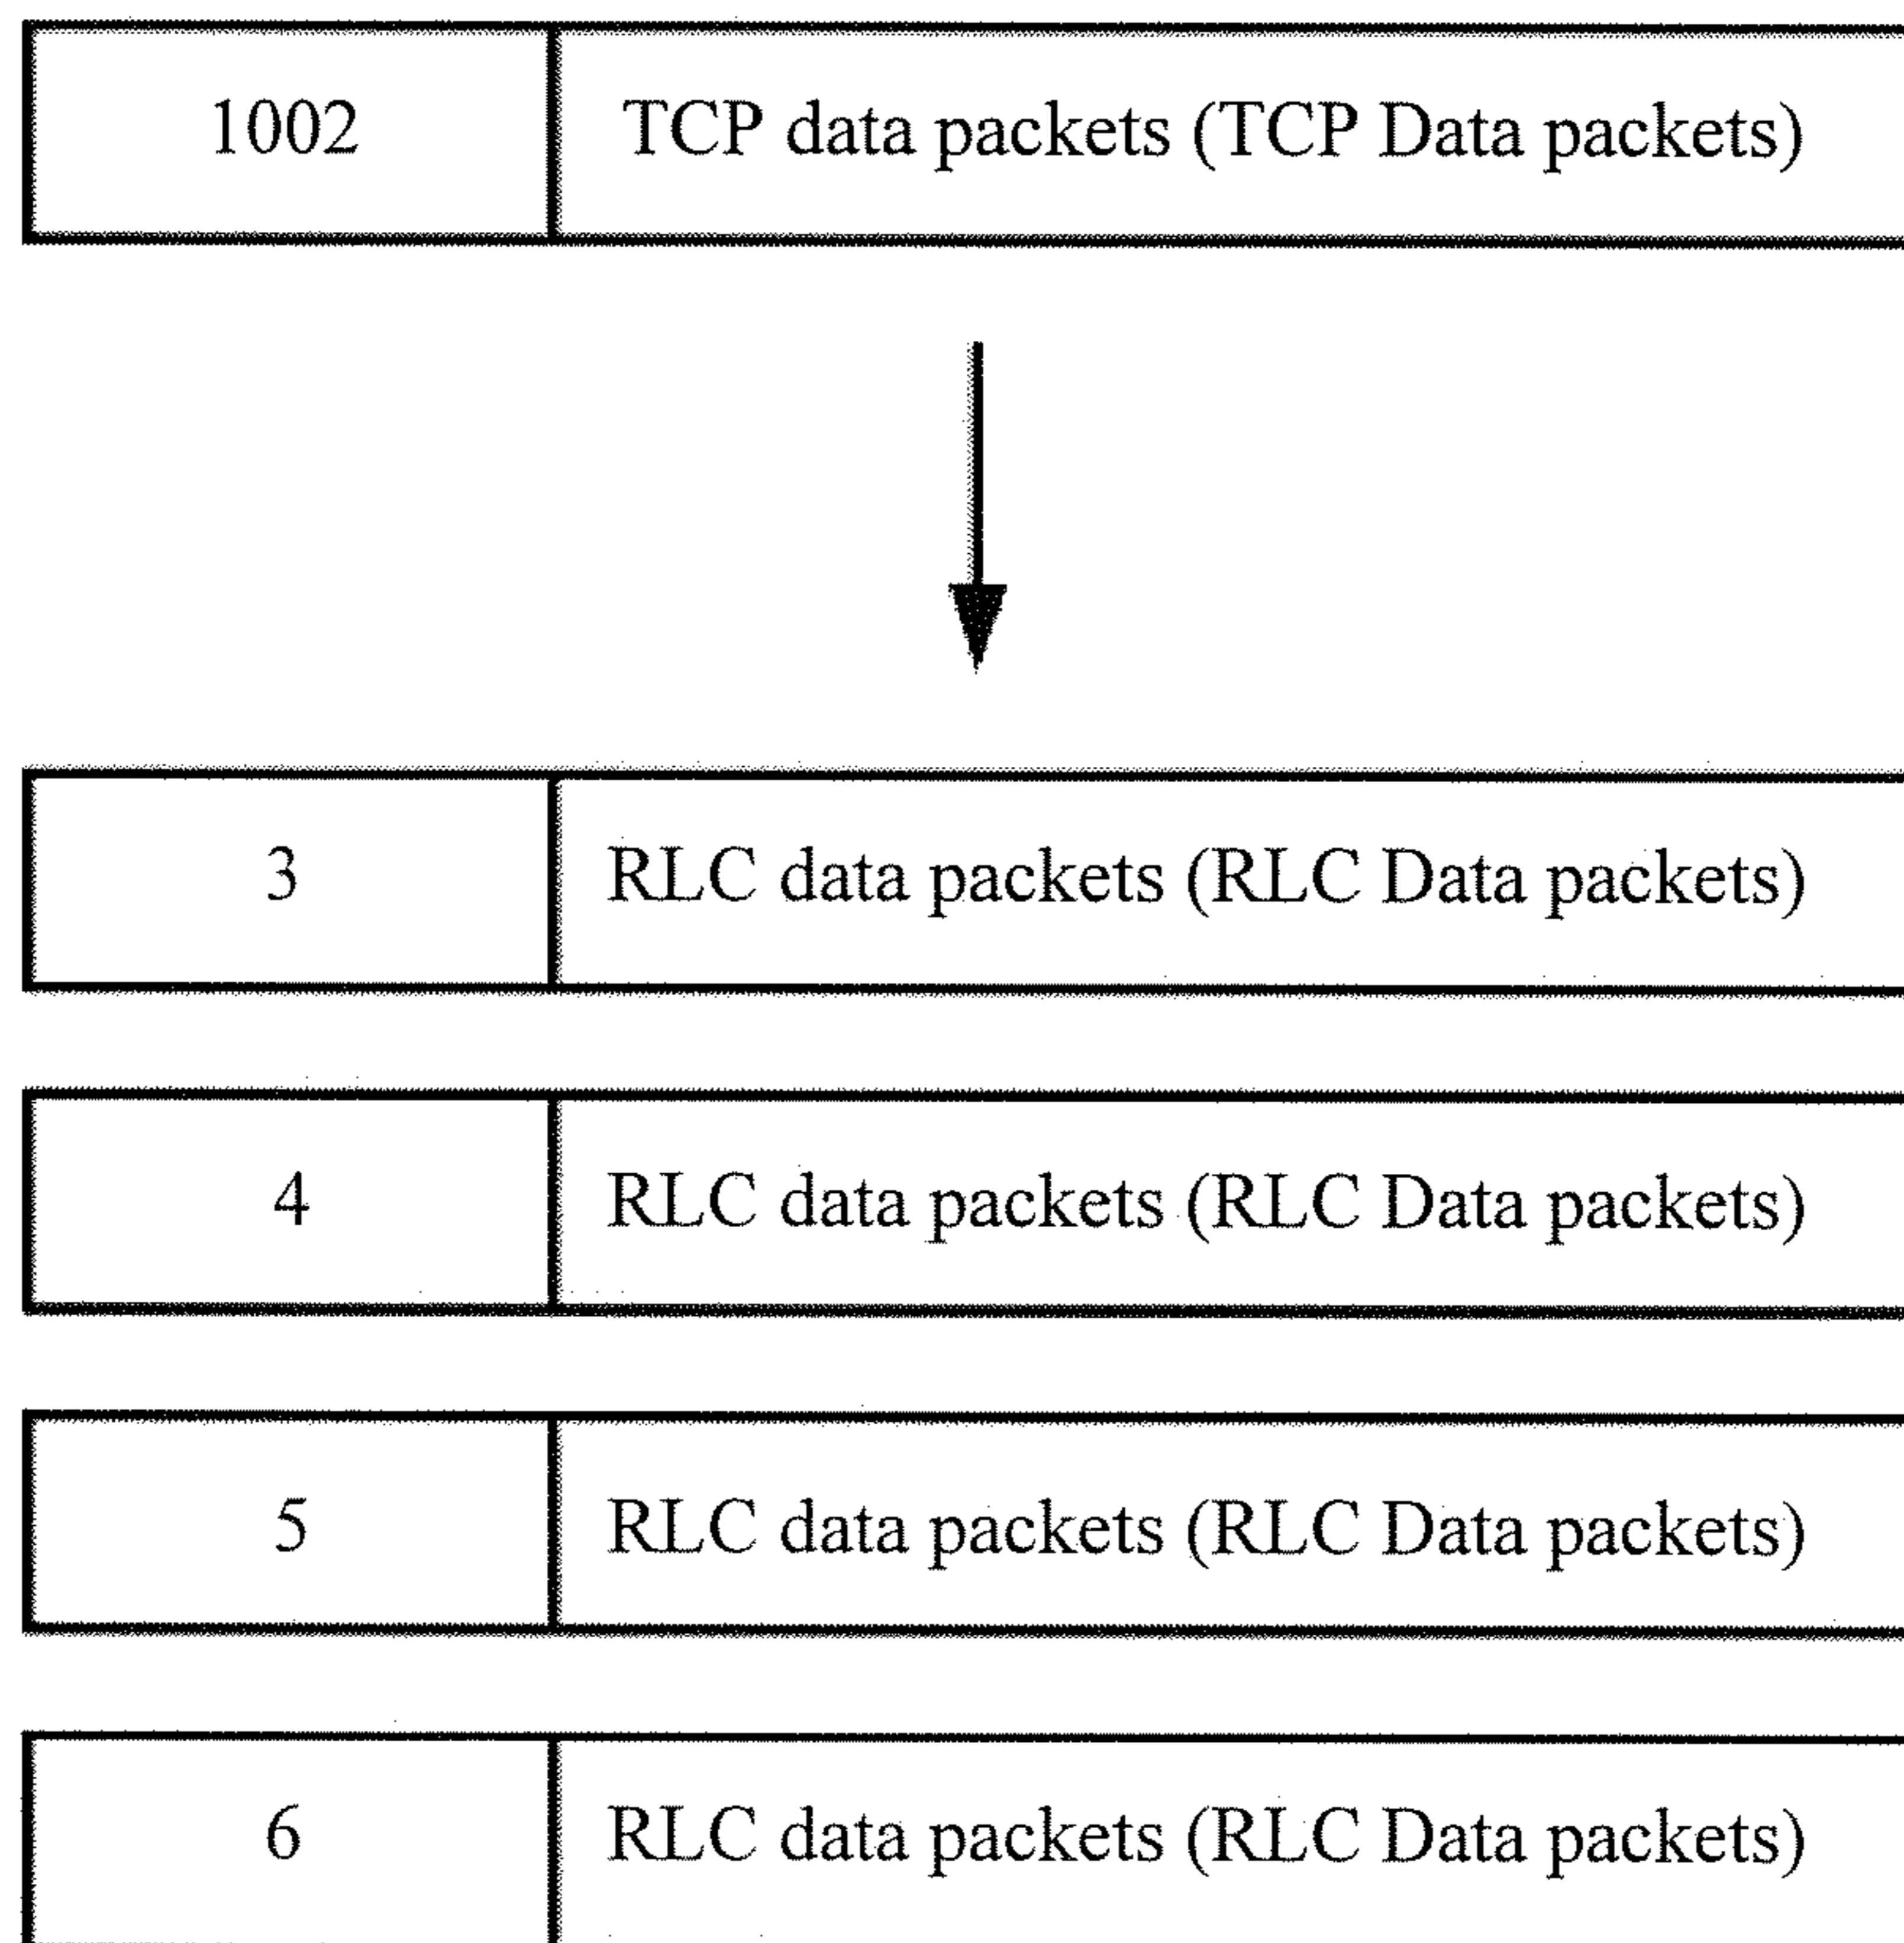 1002 TCP data packets (TCP Data packets)
3 RLC data packets (RLC Data packets)
4 RLC data packets (RLC Data packets)
5 RLC data packets (RLC Data packets)
6 RLC data packets (RLC Data packets)